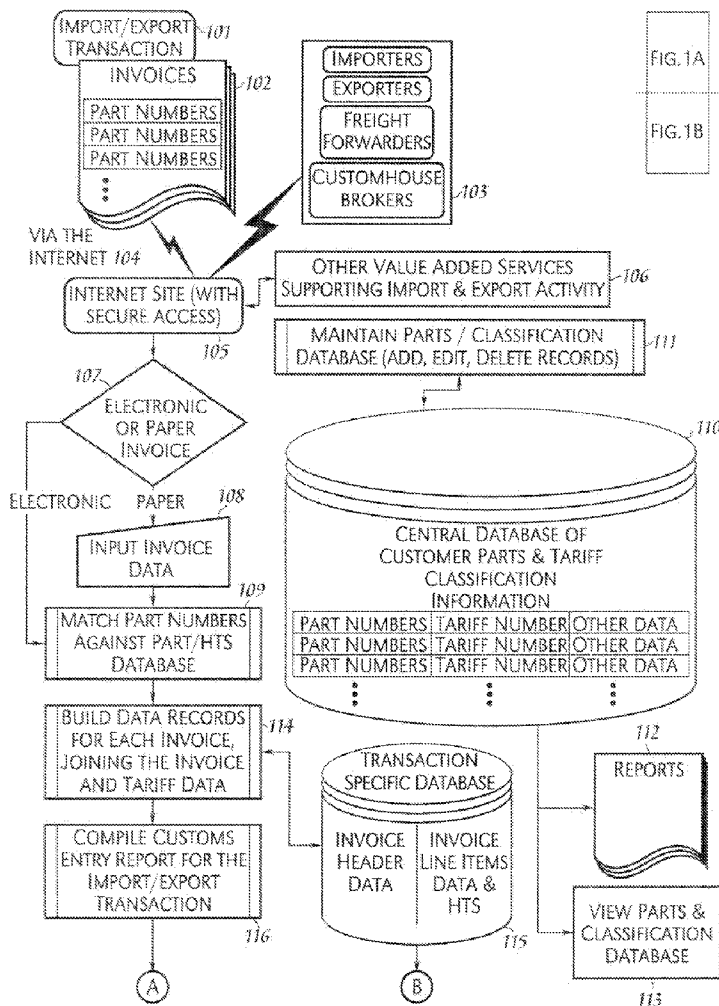 IMPORT/EXPORT
TRANSACTION
101
INVOICES
102
PART NUMBERS
PART NUMBERS
PART NUMBERS
IMPORTERS
EXPORTERS
FREIGHT
FORWARDERS
CUSTOMHOUSE
BROKERS
103
FIG.1A
FIG.1B
VIA THE
INTERNET 104
INTERNET SITE (WITH
SECURE ACCESS)
105
OTHER VALUE ADDED SERVICES
SUPPORTING IMPORT & EXPORT ACTIVITY
106
MAINTAIN PARTS / CLASSIFICATION
DATABASE (ADD, EDIT, DELETE RECORDS)
111
107
ELECTRONIC
OR PAPER
INVOICE
ELECTRONIC
PAPER
108
INPUT INVOICE
DATA
109
MATCH PART NUMBERS
AGAINST PART/HTS
DATABASE
110
CENTRAL DATABASE OF
CUSTOMER PARTS & TARIFF
CLASSIFICATION
INFORMATION
PART NUMBERS TARIFF NUMBER OTHER DATA
PART NUMBERS TARIFF NUMBER OTHER DATA
PART NUMBERS TARIFF NUMBER OTHER DATA
BUILD DATA RECORDS
FOR EACH INVOICE,
JOINING THE INVOICE
AND TARIFF DATA
114
TRANSACTION
SPECIFIC DATABASE
INVOICE
HEADER
DATA
INVOICE
LINE ITEMS
DATA &
HTS
115
112
REPORTS
COMPILE CUSTOMS
ENTRY REPORT FOR THE
IMPORT/EXPORT
TRANSACTION
116
VIEW PARTS &
CLASSIFICATION
DATABASE
113
A
B